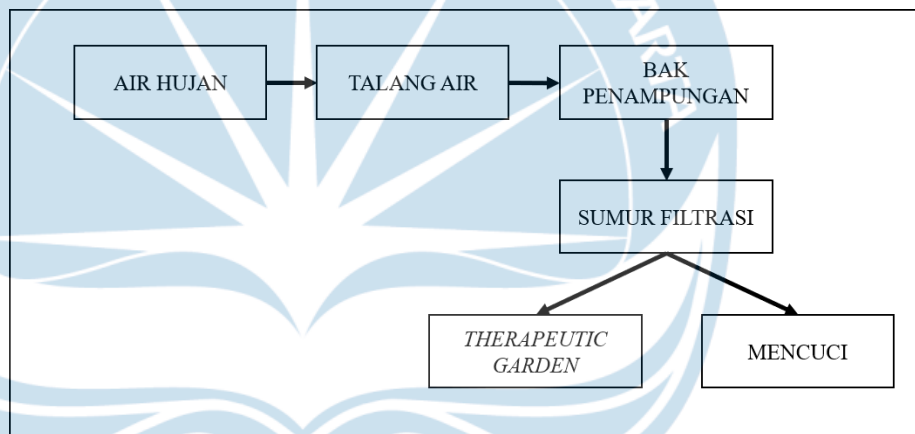 AIR HUJAN
TALANG AIR
BAK
PENAMPUNGAN
SUMUR FILTRASI
THERAPEUTIC
GARDEN
MENCUCI